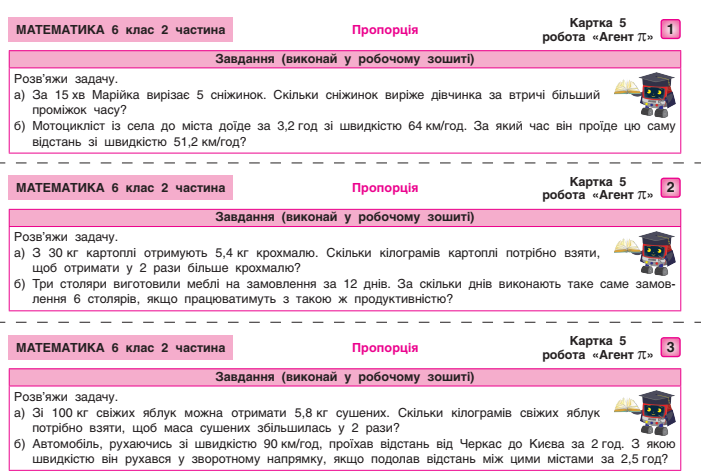 МАТЕМАТИКА 6 клас 2 частина
Пропорція
Картка 5
робота «Агент π»
1
Завдання (виконай у робочому зошиті)
Розв'яжи задачу.
а) За 15 хв Марійка вирізає 5 сніжинок. Скільки сніжинок виріже дівчинка за втричі більший
проміжок часу?
б) Мотоцикліст із села до міста доїде за 3,2 год зі швидкістю 64 км/год. За який час він проїде цю саму
відстань зі швидкістю 51,2 км/год?
МАТЕМАТИКА 6 клас 2 частина
Пропорція
Картка 5
робота «Агент π»
2
Завдання (виконай у робочому зошиті)
Розв'яжи задачу.
а) З 30 кг картоплі отримують 5,4 кг крохмалю. Скільки кілограмів картоплі потрібно взяти,
щоб отримати у 2 рази більше крохмалю?
б) Три столяри виготовили меблі на замовлення за 12 днів. За скільки днів виконають таке саме замов-
лення 6 столярів, якщо працюватимуть з такою ж продуктивністю?
МАТЕМАТИКА 6 клас 2 частина
Пропорція
Картка 5
робота «Агент π»
3
Завдання (виконай у робочому зошиті)
Розв'яжи задачу.
а) Зі 100 кг свіжих яблук можна отримати 5,8 кг сушених. Скільки кілограмів свіжих яблук
потрібно взяти, щоб маса сушених збільшилась у 2 рази?
б) Автомобіль, рухаючись зі швидкістю 90 км/год, проїхав відстань від Черкас до Києва за 2 год. З якою
швидкістю він рухався у зворотному напрямку, якщо подолав відстань між цими містами за 2,5 год?